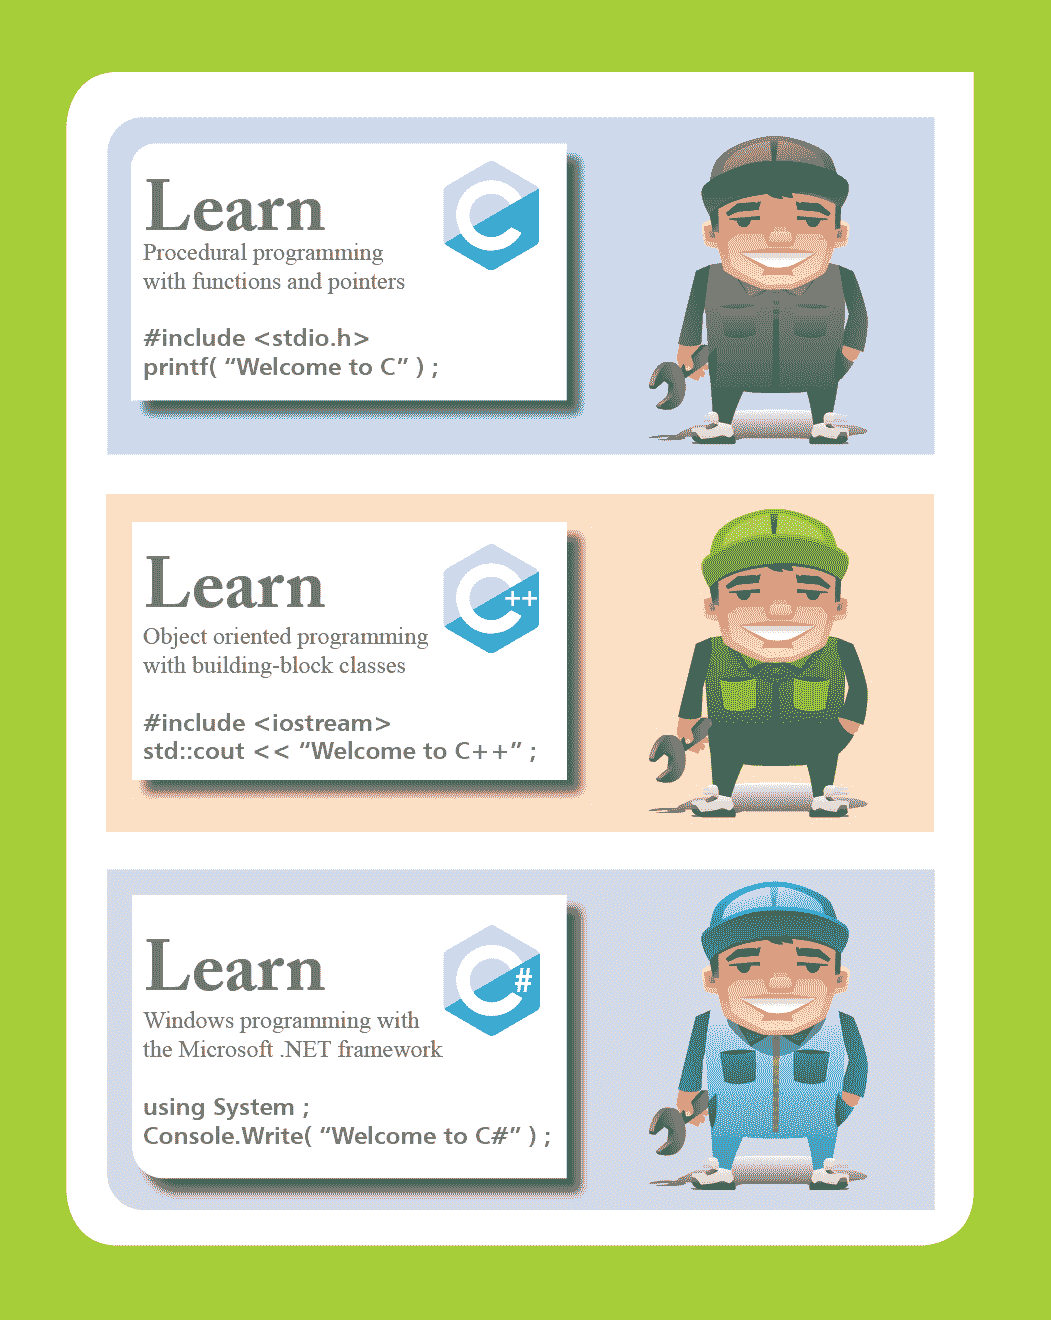 Learn
Procedural programming
with functions and pointers
#include <stdio.h>
printf( “Welcome to C” ) ;
C
Learn
Object oriented programming
with building-block classes
#include <iostream>
std::cout << “Welcome to C++” ;
C++
Learn
Windows programming with
the Microsoft .NET framework
using System ;
Console.Write( “Welcome to C#” ) ;
C#